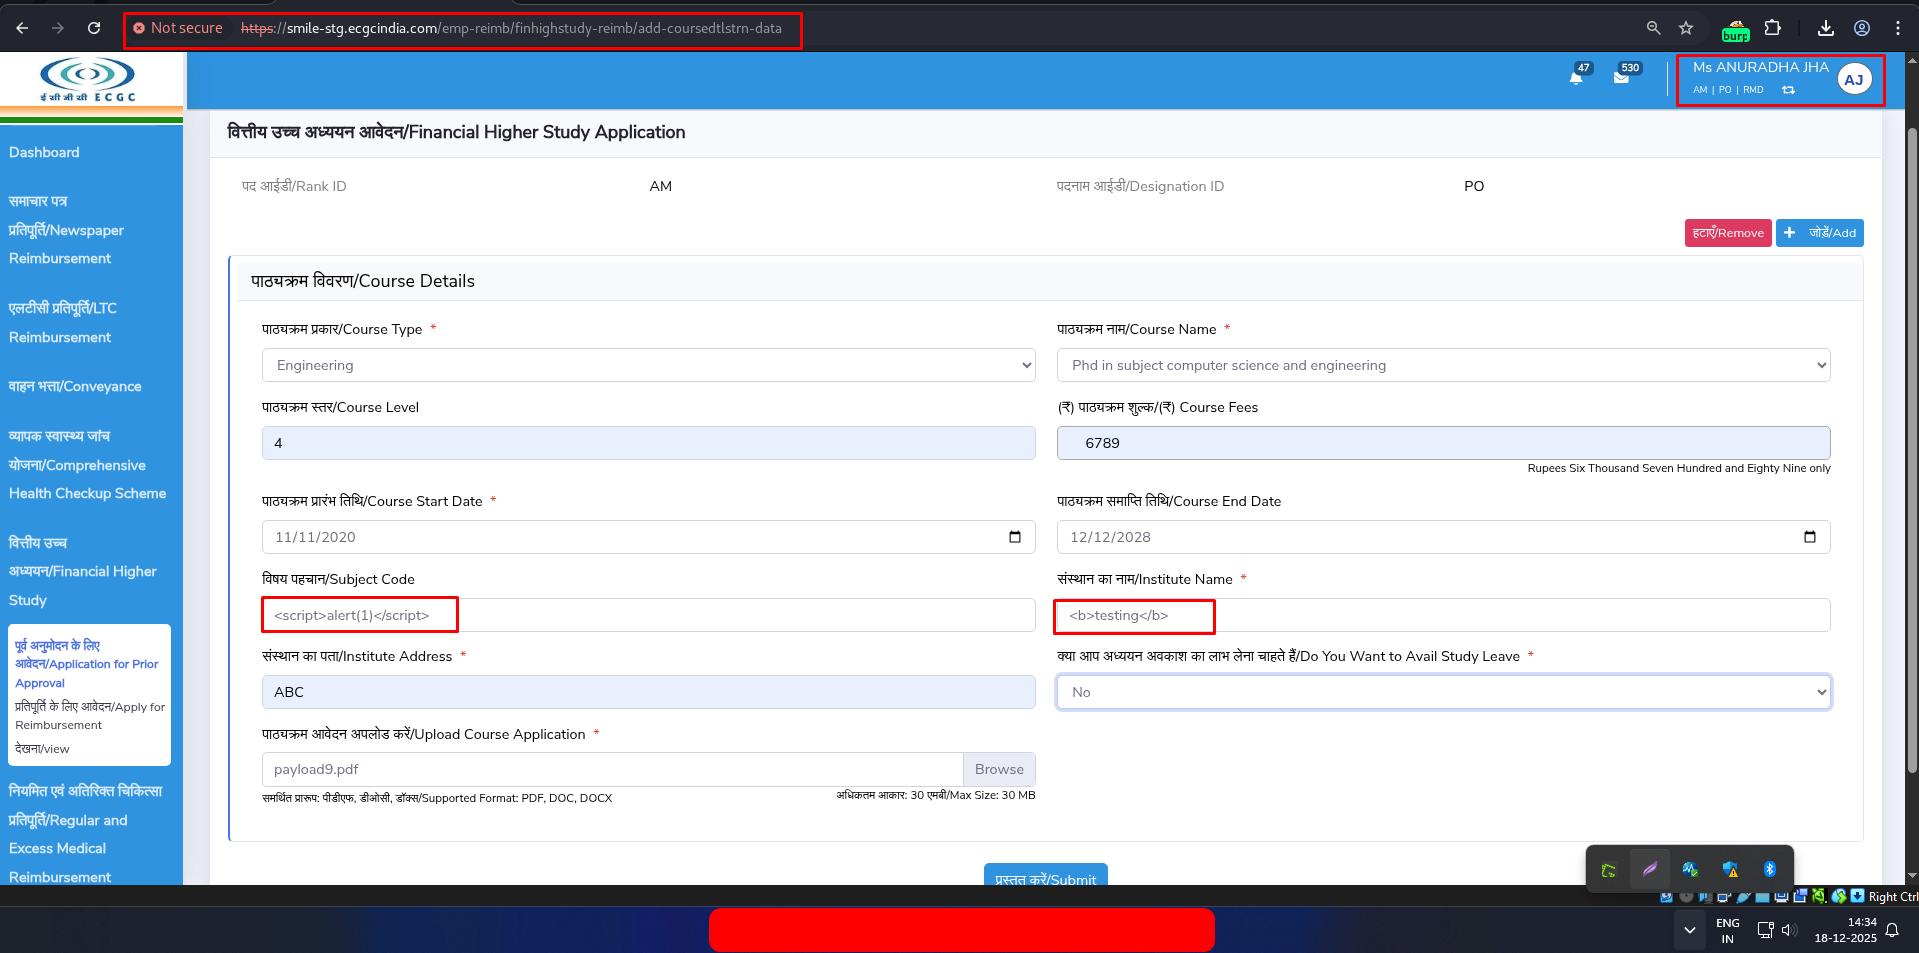 Not secure https://smile-stg.ecgcindia.com/emp-reimb/finhighstudy-reimb/add-coursedtlstrn-data
burp
ई सी जी सी E C G C
47
530
Ms ANURADHA JHA
AM | PO | RMD
AJ
वित्तीय उच्च अध्ययन आवेदन/Financial Higher Study Application
पद आईडी/Rank ID AM पदनाम आईडी/Designation ID PO
हटाएँ/Remove + जोड़ें/Add
Dashboard
समाचार पत्र
प्रतिपूर्ति/Newspaper
Reimbursement
एलटीसी प्रतिपूर्ति/LTC
Reimbursement
वाहन भत्ता/Conveyance
व्यापक स्वास्थ्य जांच
योजना/Comprehensive
Health Checkup Scheme
वित्तीय उच्च
अध्ययन/Financial Higher
Study
पूर्व अनुमोदन के लिए
आवेदन/Application for Prior
Approval
प्रतिपूर्ति के लिए आवेदन/Apply for
Reimbursement
देखना/view
नियमित एवं अतिरिक्त चिकित्सा
प्रतिपूर्ति/Regular and
Excess Medical
Reimbursement
पाठ्यक्रम विवरण/Course Details
पाठ्यक्रम प्रकार/Course Type * पाठ्यक्रम नाम/Course Name *
Engineering Phd in subject computer science and engineering
पाठ्यक्रम स्तर/Course Level (₹) पाठ्यक्रम शुल्क/(₹) Course Fees
4 6789
Rupees Six Thousand Seven Hundred and Eighty Nine only
पाठ्यक्रम प्रारंभ तिथि/Course Start Date * पाठ्यक्रम समाप्ति तिथि/Course End Date
11/11/2020 12/12/2028
विषय पहचान/Subject Code संस्थान का नाम/Institute Name *
<script>alert(1)</script> <b>testing</b>
संस्थान का पता/Institute Address * क्या आप अध्ययन अवकाश का लाभ लेना चाहते हैं/Do You Want to Avail Study Leave *
ABC No
पाठ्यक्रम आवेदन अपलोड करें/Upload Course Application *
payload9.pdf Browse
समर्थित प्रारूप: पीडीएफ, डीओसी, डॉक्स/Supported Format: PDF, DOC, DOCX अधिकतम आकार: 30 एमबी/Max Size: 30 MB
प्रस्तुत करें/Submit
Right Ctrl
ENG
IN
14:34
18-12-2025